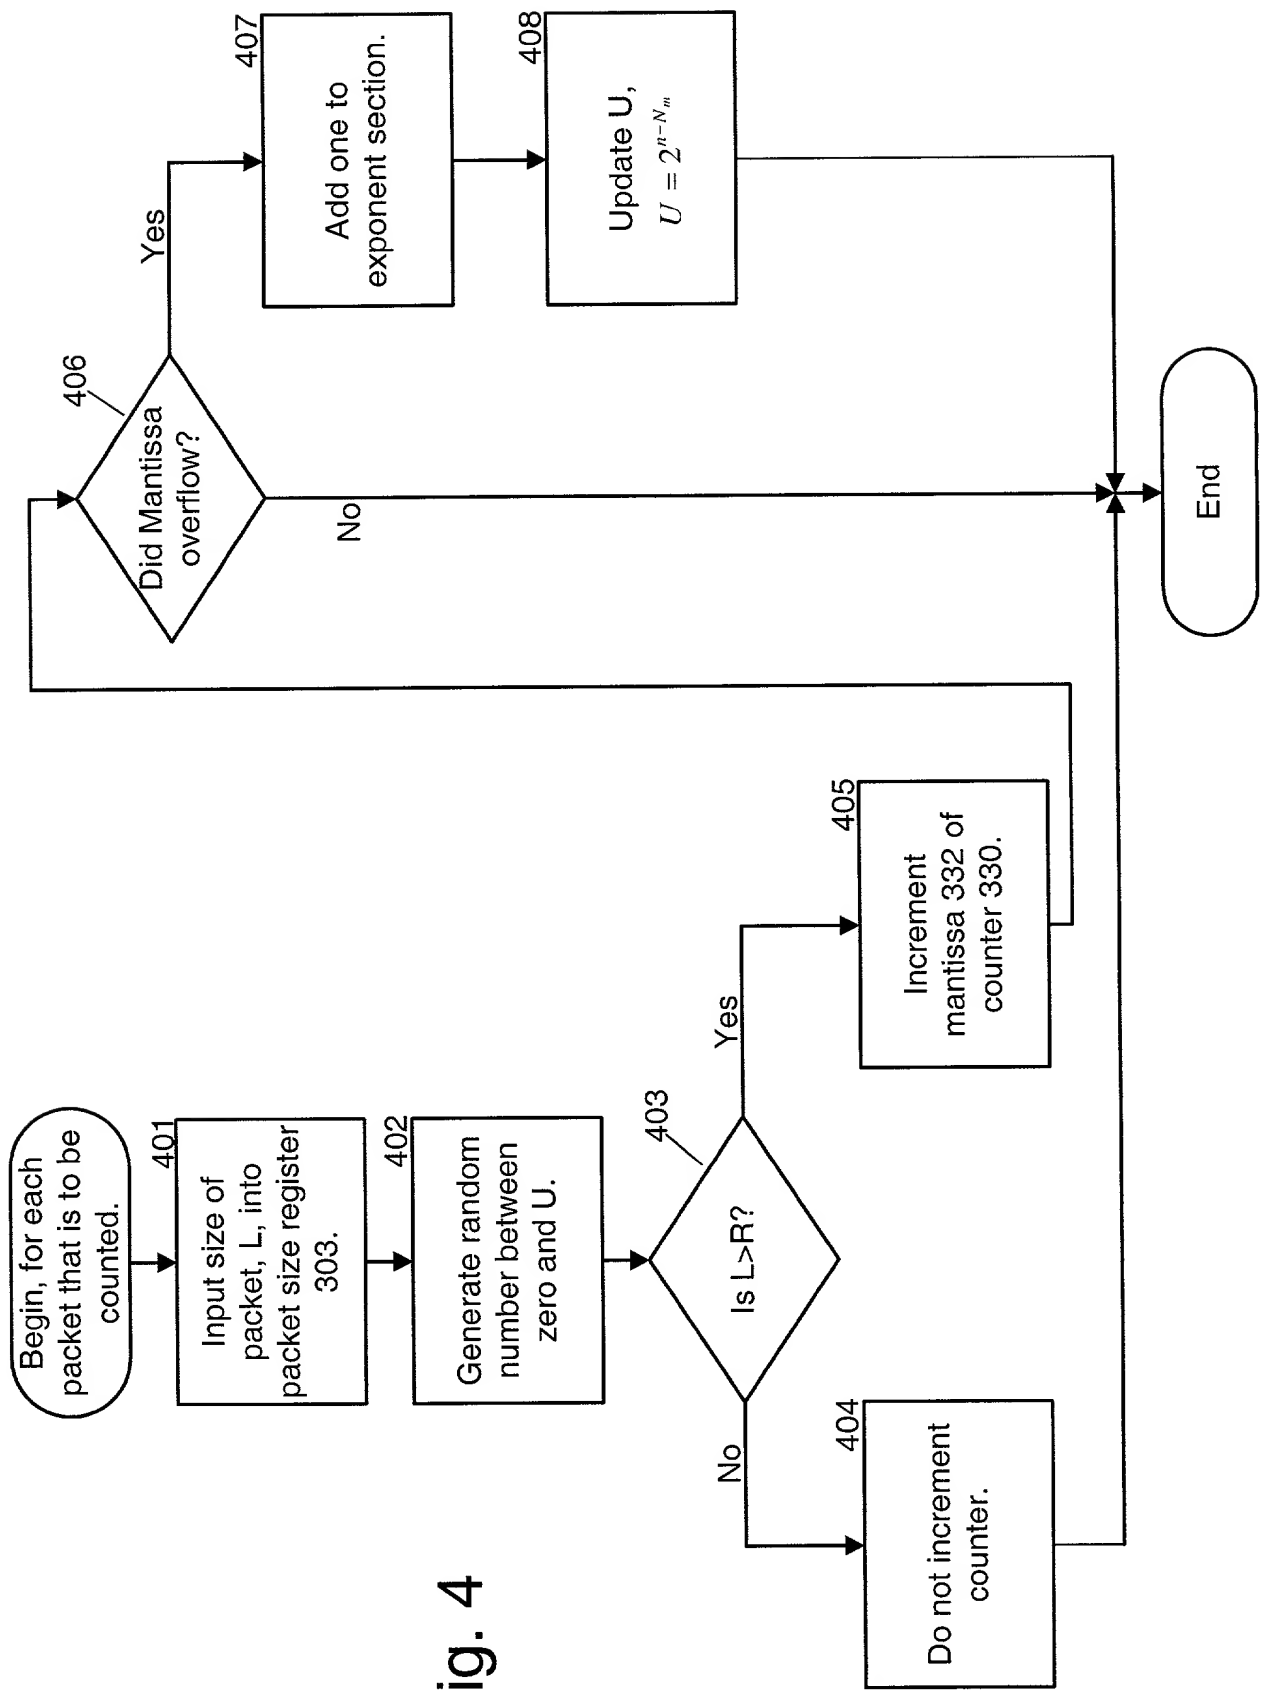 Begin, for each
packet that is to be
counted.
401
Input size of
packet, L, into
packet size register
303.
402
Generate random
number between
zero and U.
403
Is L>R?
No
Yes
404
Do not increment
counter.
405
Increment
mantissa 332 of
counter 330.
406
Did Mantissa
overflow?
Yes
No
407
Add one to
exponent section.
408
Update U,
U = 2^{n-N_m}
End
ig. 4